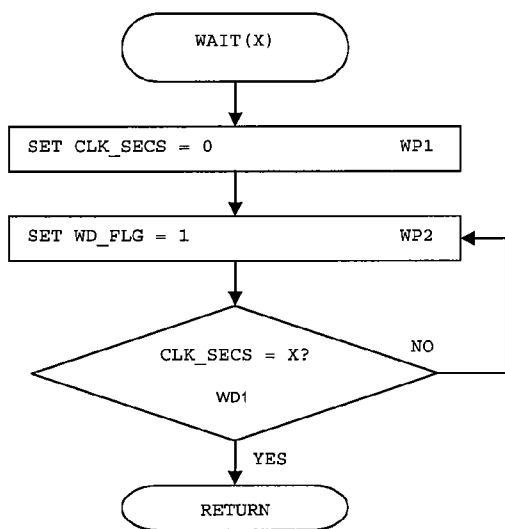 WAIT(X)
SET CLK_SECS = 0 WP1
SET WD_FLG = 1 WP2
CLK_SECS = X?
NO
WD1
YES
RETURN